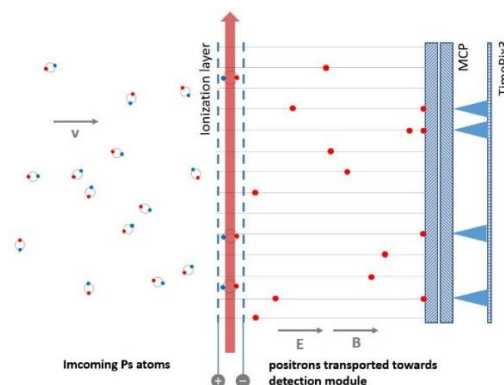 Ionization layer
MCP
TimePix3
v
E
B
+
−
Imcoming Ps atoms
positrons transported towards
detection module